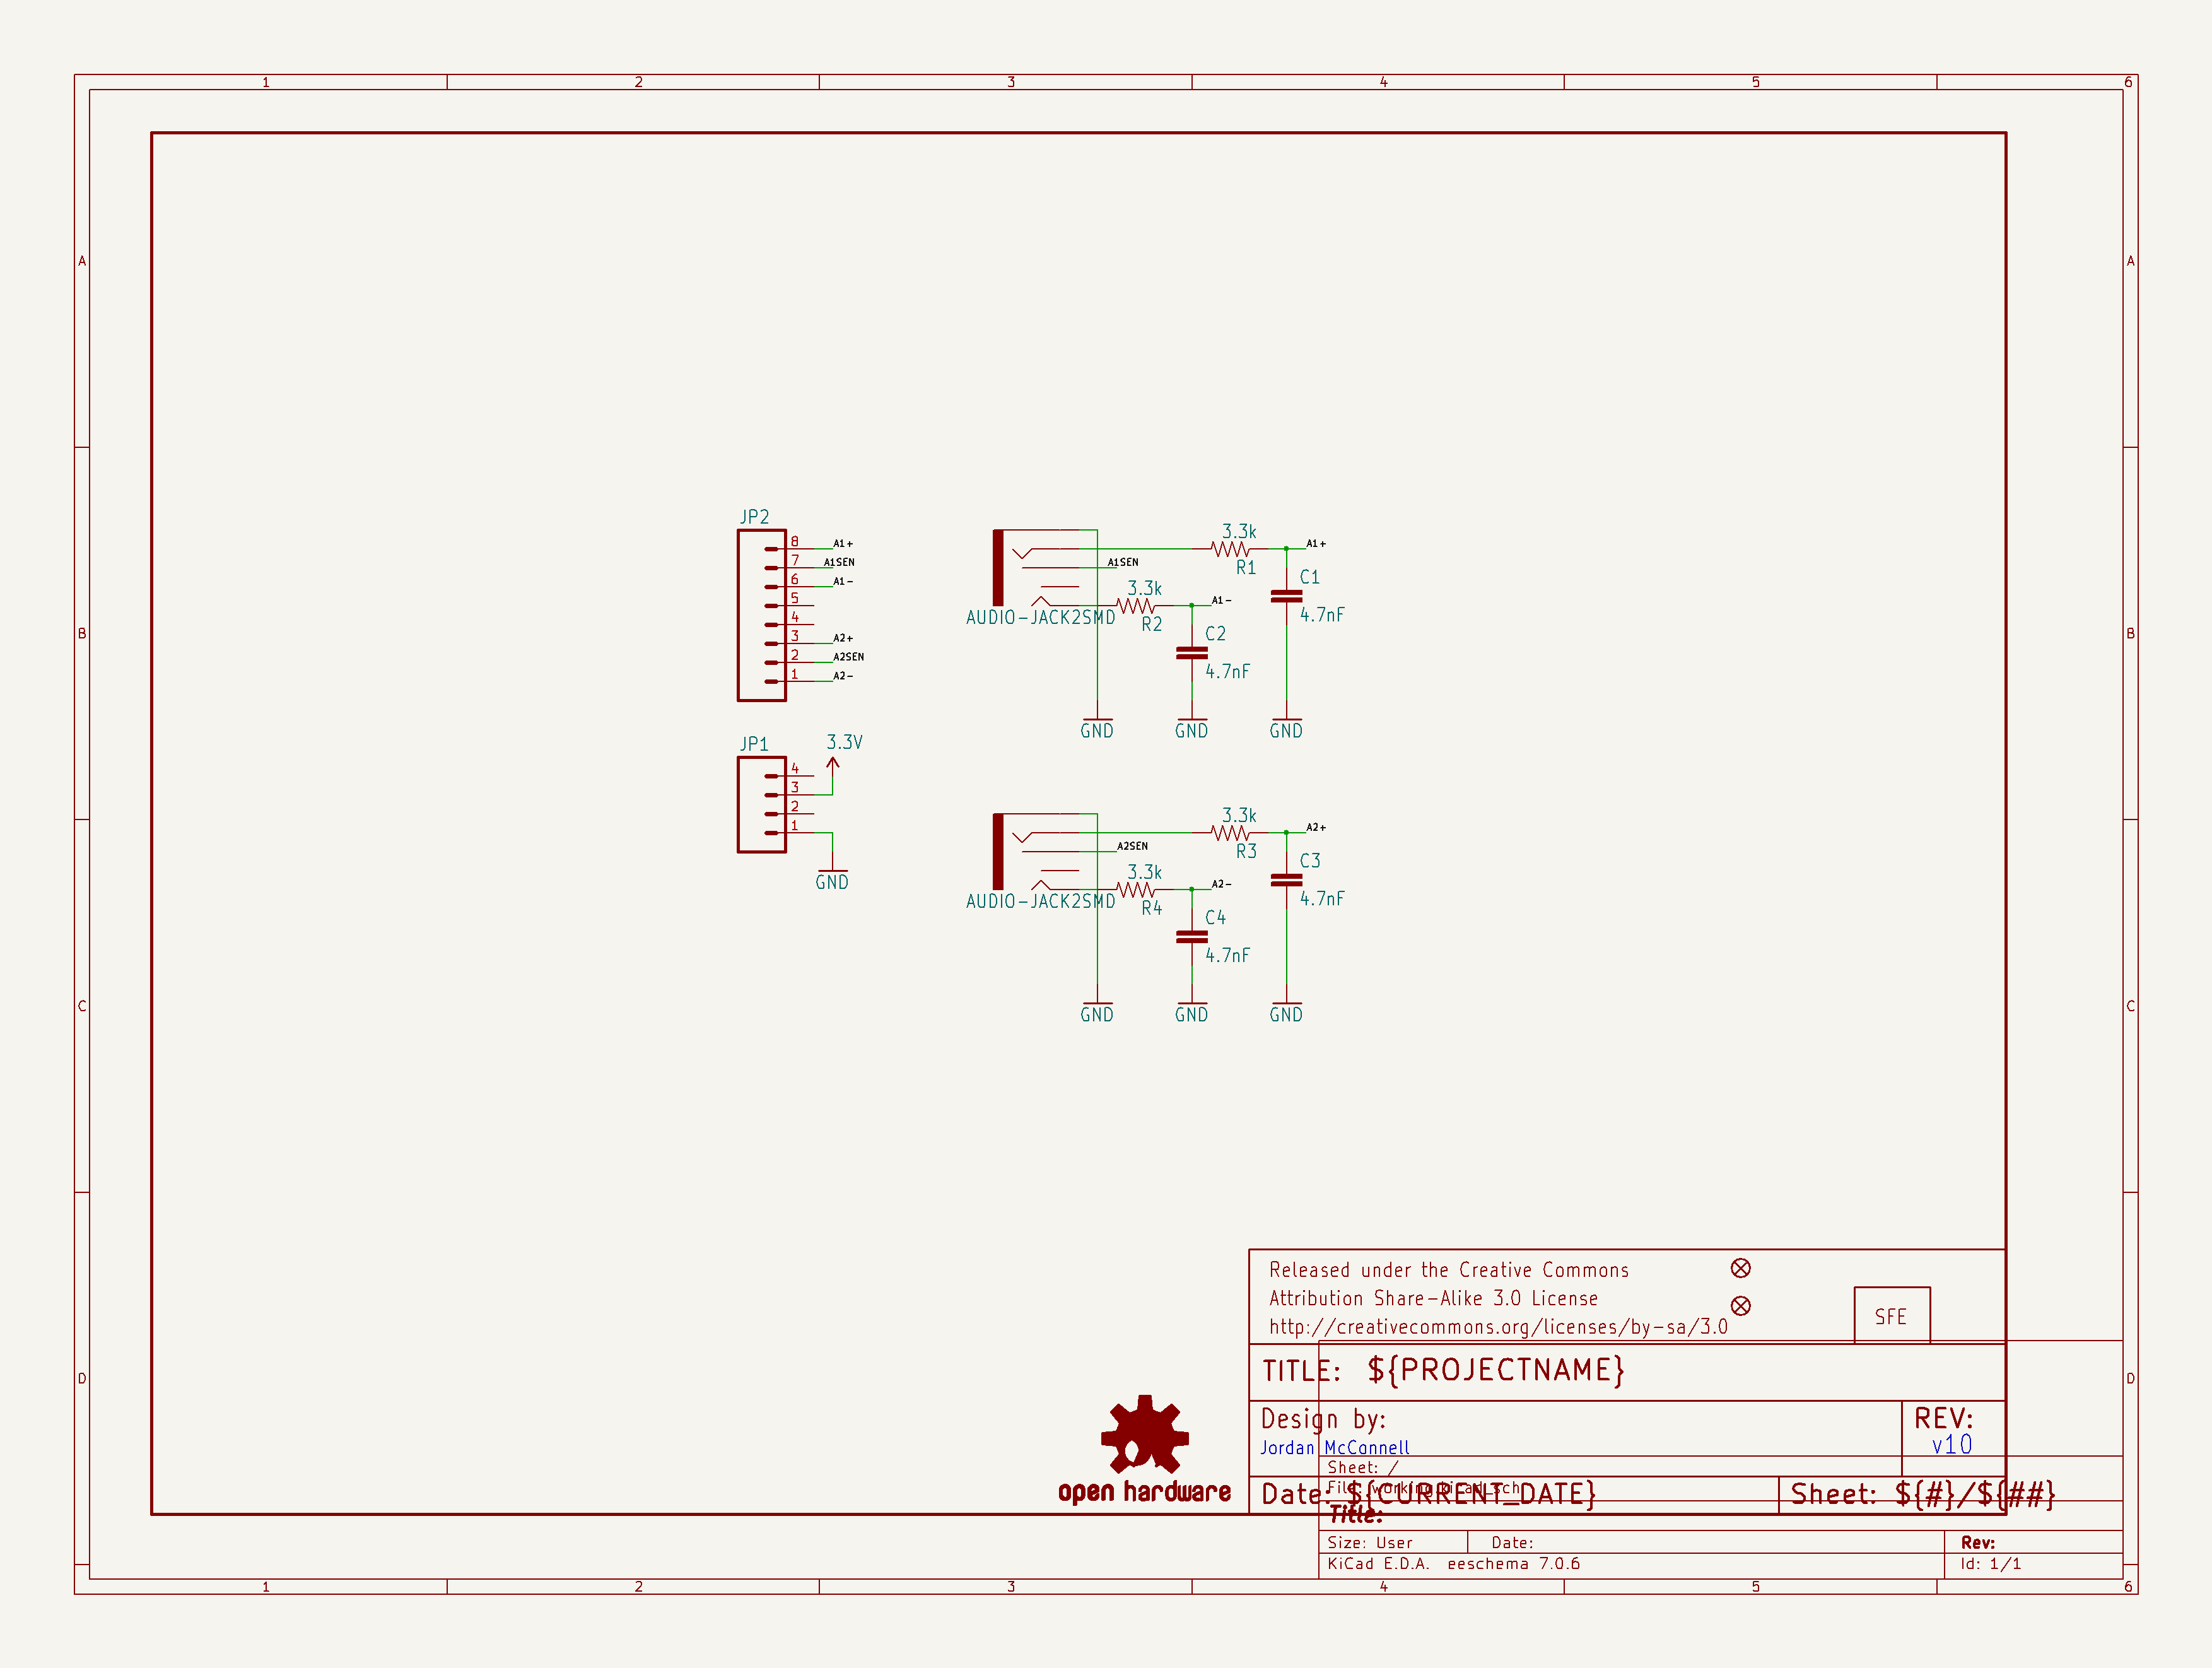 1 2 3 4 5 6
A A
B B
C C
D D
JP2
8 A1+
7 A1SEN
6 A1-
5
4
3 A2+
2 A2SEN
1 A2-
JP1
3.3V
4
3
2
1
GND
3.3k
R1
A1+
A1SEN
C1
4.7nF
3.3k
R2
A1-
AUDIO-JACK2SMD
C2
4.7nF
GND GND GND
3.3k
R3
A2+
A2SEN
C3
4.7nF
3.3k
R4
A2-
AUDIO-JACK2SMD
C4
4.7nF
GND GND GND
Released under the Creative Commons
Attribution Share-Alike 3.0 License
http://creativecommons.org/licenses/by-sa/3.0
SFE
TITLE: ${PROJECTNAME}
Design by:
Jordan McConnell
REV:
v10
Date: ${CURRENT_DATE}
Sheet: ${#}/${##}
open hardware
Sheet: /
File: working.kicad_sch
Title:
Size: User Date: Rev:
KiCad E.D.A. eeschema 7.0.6 Id: 1/1
1 2 3 4 5 6